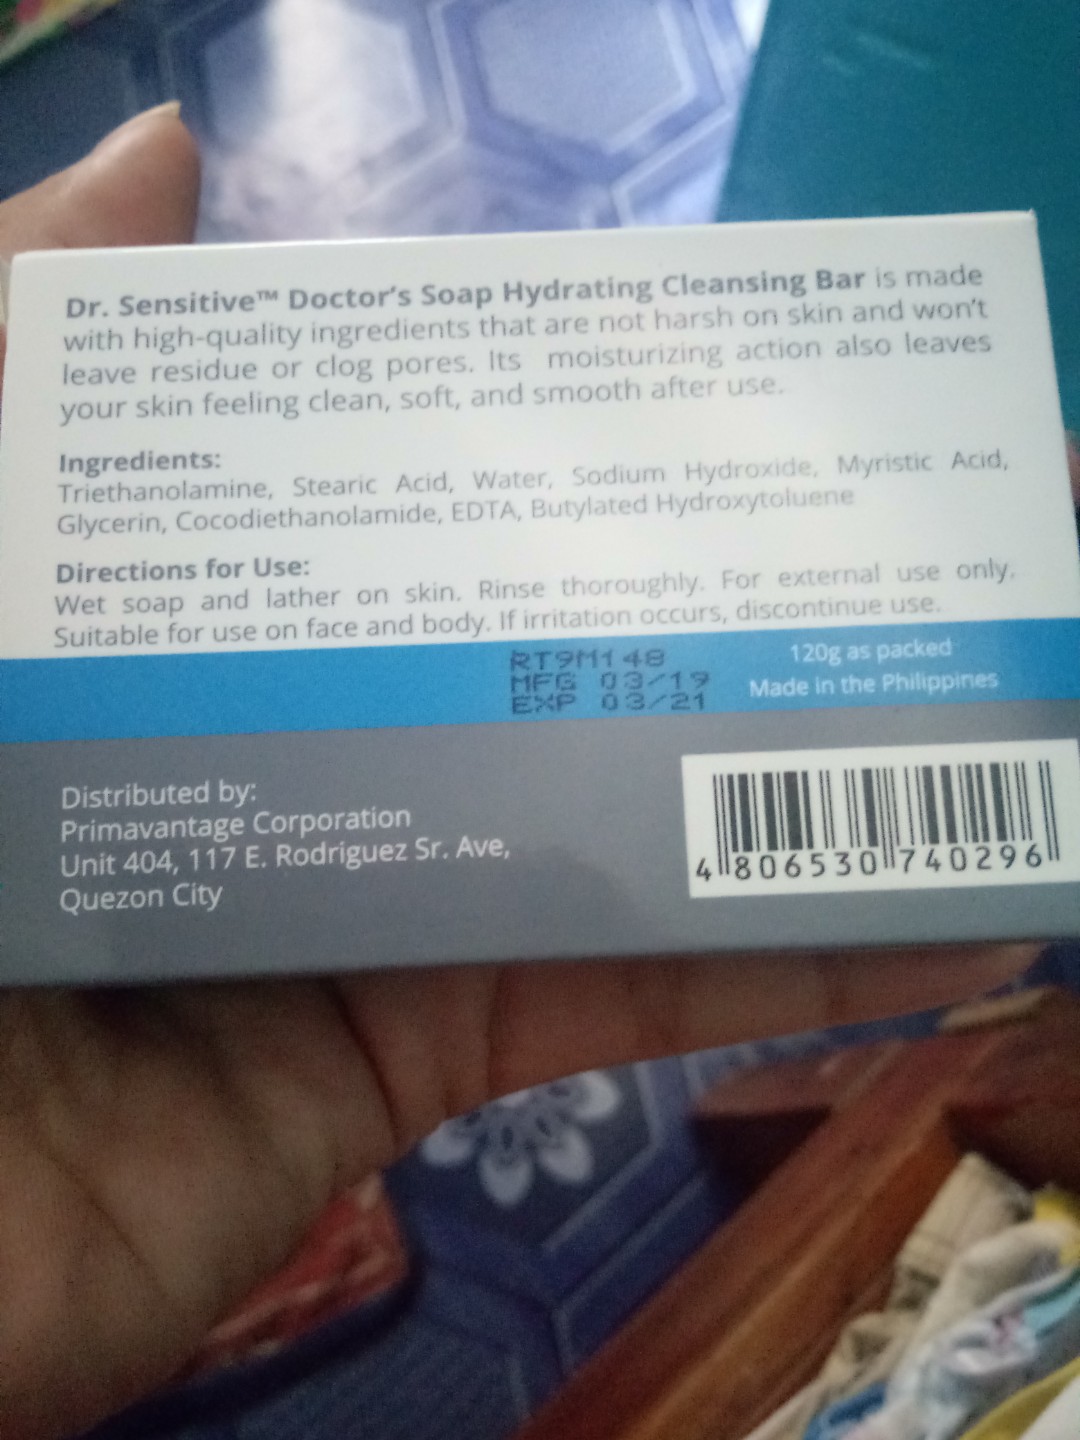 Dr. Sensitive™ Doctor's Soap Hydrating Cleansing Bar is made
with high-quality ingredients that are not harsh on skin and won't
leave residue or clog pores. Its moisturizing action also leaves
your skin feeling clean, soft, and smooth after use.
Ingredients:
Triethanolamine, Stearic Acid, Water, Sodium Hydroxide, Myristic Acid,
Glycerin, Cocodiethanolamide, EDTA, Butylated Hydroxytoluene
Directions for Use:
Wet soap and lather on skin. Rinse thoroughly. For external use only.
Suitable for use on face and body. If irritation occurs, discontinue use.
RT9M148
MFG 03/19
EXP 03/21
120g as packed
Made in the Philippines
Distributed by:
Primavantage Corporation
Unit 404, 117 E. Rodriguez Sr. Ave,
Quezon City
4 806530 740296